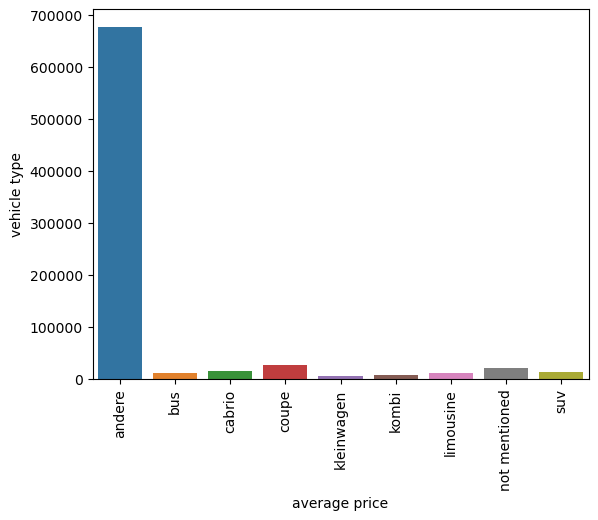 700000
600000
500000
400000
300000
200000
100000
0
vehicle type
andere
bus
cabrio
coupe
kleinwagen
kombi
limousine
not mentioned
suv
average price